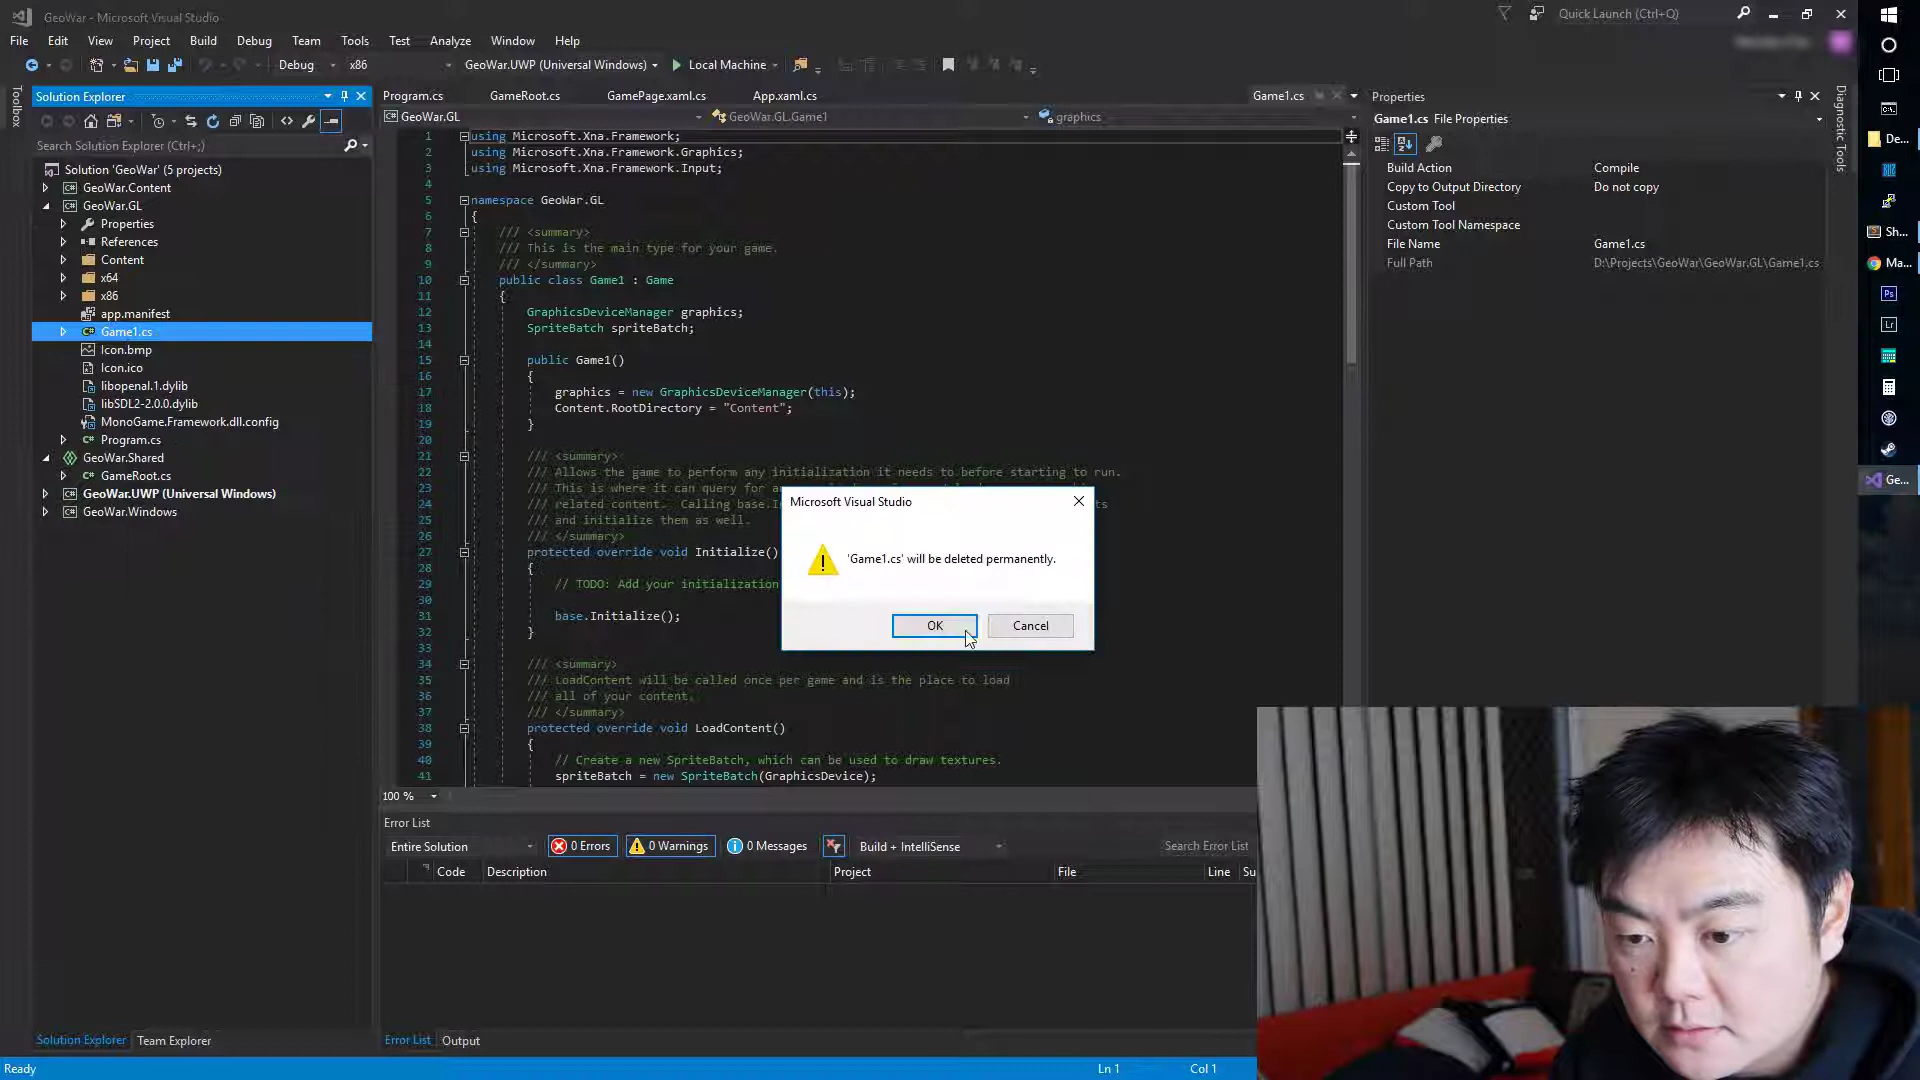 GeoWar - Microsoft Visual Studio
Quick Launch (Ctrl+Q)
File Edit View Project Build Debug Team Tools Test Analyze Window Help
Debug x86 GeoWar.UWP (Universal Windows) Local Machine
Toolbox
Solution Explorer
Search Solution Explorer (Ctrl+;)
Solution 'GeoWar' (5 projects)
GeoWar.Content
GeoWar.GL
Properties
References
Content
x64
x86
app.manifest
Game1.cs
Icon.bmp
Icon.ico
libopenal.1.dylib
libSDL2-2.0.0.dylib
MonoGame.Framework.dll.config
Program.cs
GeoWar.Shared
GameRoot.cs
GeoWar.UWP (Universal Windows)
GeoWar.Windows
Solution Explorer Team Explorer
Program.cs GameRoot.cs GamePage.xaml.cs App.xaml.cs Game1.cs
GeoWar.GL GeoWar.GL.Game1 graphics
1 using Microsoft.Xna.Framework;
2 using Microsoft.Xna.Framework.Graphics;
3 using Microsoft.Xna.Framework.Input;
4
5 namespace GeoWar.GL
6 {
7 /// <summary>
8 /// This is the main type for your game.
9 /// </summary>
10 public class Game1 : Game
11 {
12 GraphicsDeviceManager graphics;
13 SpriteBatch spriteBatch;
14
15 public Game1()
16 {
17 graphics = new GraphicsDeviceManager(this);
18 Content.RootDirectory = "Content";
19 }
20
21 /// <summary>
22 /// Allows the game to perform any initialization it needs to before starting to run.
23 /// This is where it can query for
24 /// related content. Calling
25 /// and initialize them as well.
26 /// </summary>
27 protected override void Initialize()
28 {
29 // TODO: Add your initialization
30
31 base.Initialize();
32 }
33
34 /// <summary>
35 /// LoadContent will be called once per game and is the place to load
36 /// all of your content.
37 /// </summary>
38 protected override void LoadContent()
39 {
40 // Create a new SpriteBatch, which can be used to draw textures.
41 spriteBatch = new SpriteBatch(GraphicsDevice);
100 %
Microsoft Visual Studio
'Game1.cs' will be deleted permanently.
OK Cancel
Error List
Entire Solution 0 Errors 0 Warnings 0 Messages Build + IntelliSense Search Error List
Code Description Project File Line Su
Error List Output
Properties
Game1.cs File Properties
Build Action Compile
Copy to Output Directory Do not copy
Custom Tool
Custom Tool Namespace
File Name Game1.cs
Full Path D:\Projects\GeoWar\GeoWar.GL\Game1.cs
Diagnostic Tools
De...
Sh...
Ma...
Ps
Lr
Ge...
Ready Ln 1 Col 1